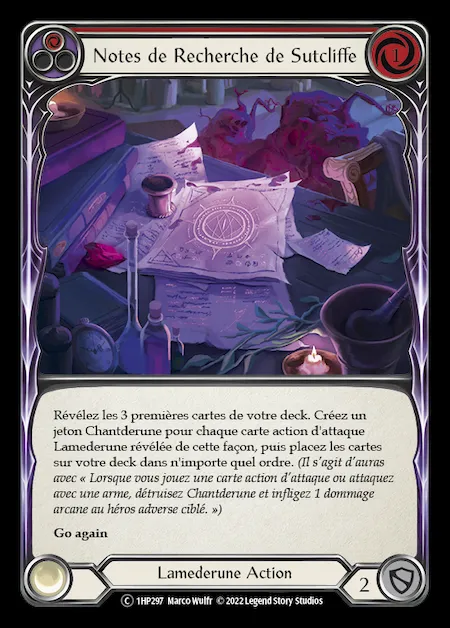 Notes de Recherche de Sutcliffe
1
Révélez les 3 premières cartes de votre deck. Créez un
jeton Chantderune pour chaque carte action d'attaque
Lamederune révélée de cette façon, puis placez les cartes
sur votre deck dans n'importe quel ordre. (Il s'agit d'auras
avec « Lorsque vous jouez une carte action d'attaque ou attaquez
avec une arme, détruisez Chantderune et infligez 1 dommage
arcane au héros adverse ciblé. »)
Go again
Lamederune Action
2
C 1HP297 Marco Wulfr © 2022 Legend Story Studios